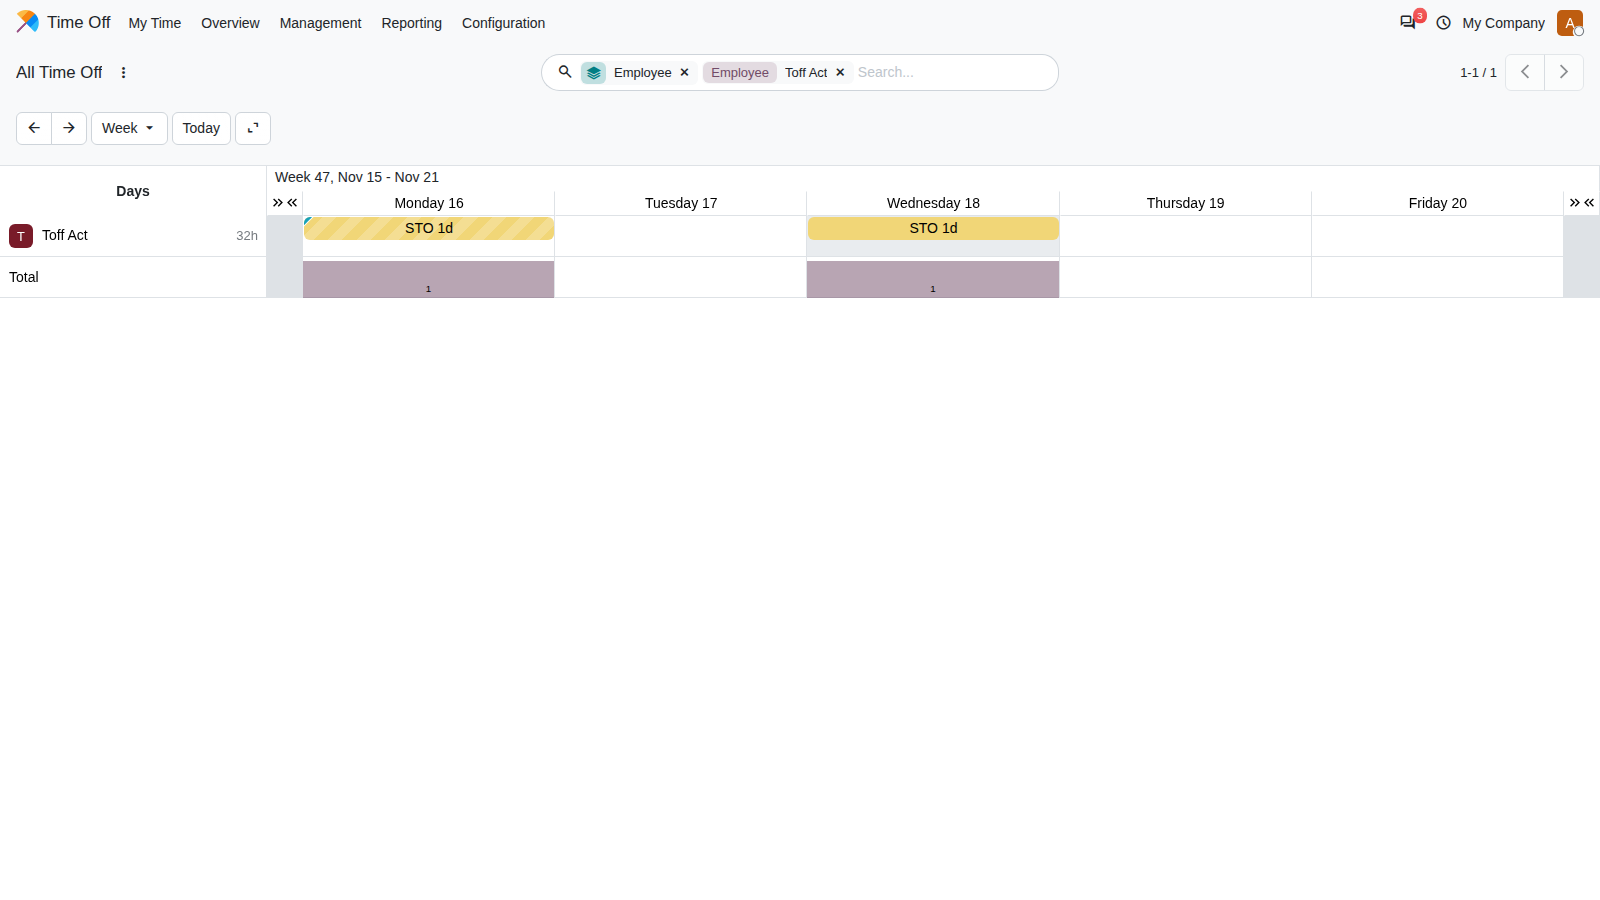 Time Off My Time Overview Management Reporting Configuration 3 My Company A
All Time Off Employee × Employee Toff Act × Search... 1-1 / 1
Week Today
Days Week 47, Nov 15 - Nov 21
Monday 16 Tuesday 17 Wednesday 18 Thursday 19 Friday 20
T Toff Act 32h STO 1d STO 1d
Total 1 1